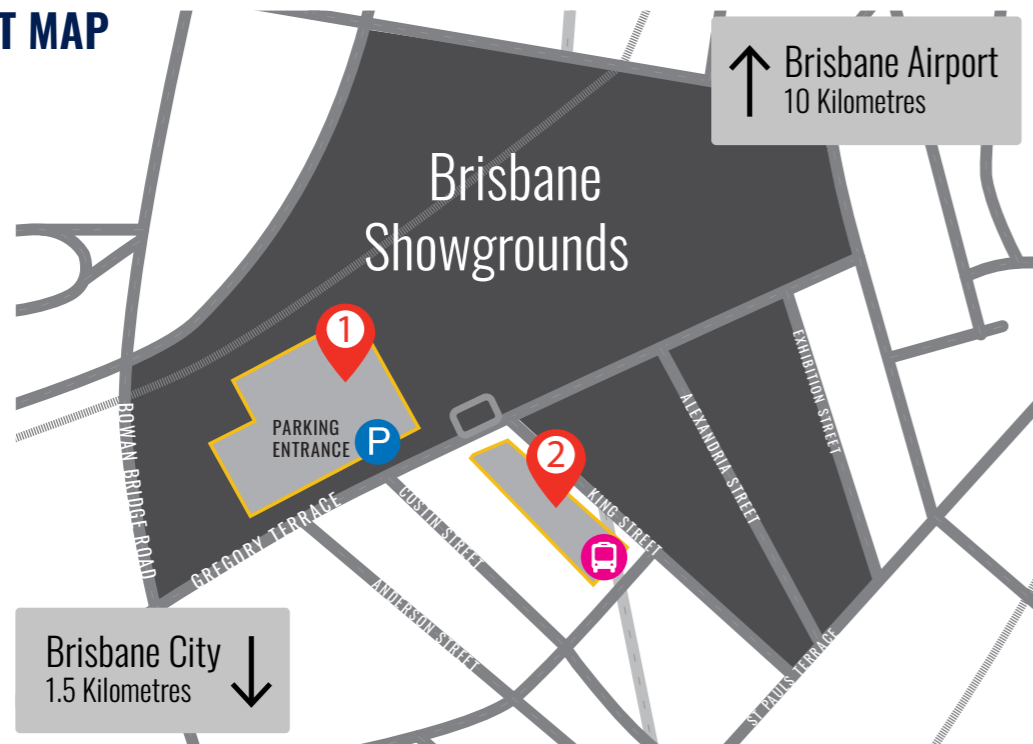 T MAP
Brisbane Airport
10 Kilometres
Brisbane
Showgrounds
1
PARKING
ENTRANCE
P
2
BOWAN BRIDGE ROAD
GREGORY TERRACE
COSTIN STREET
ANDERSON STREET
KING STREET
ALEXANDRIA STREET
EXHIBITION STREET
ST PAULS TERRACE
Brisbane City
1.5 Kilometres